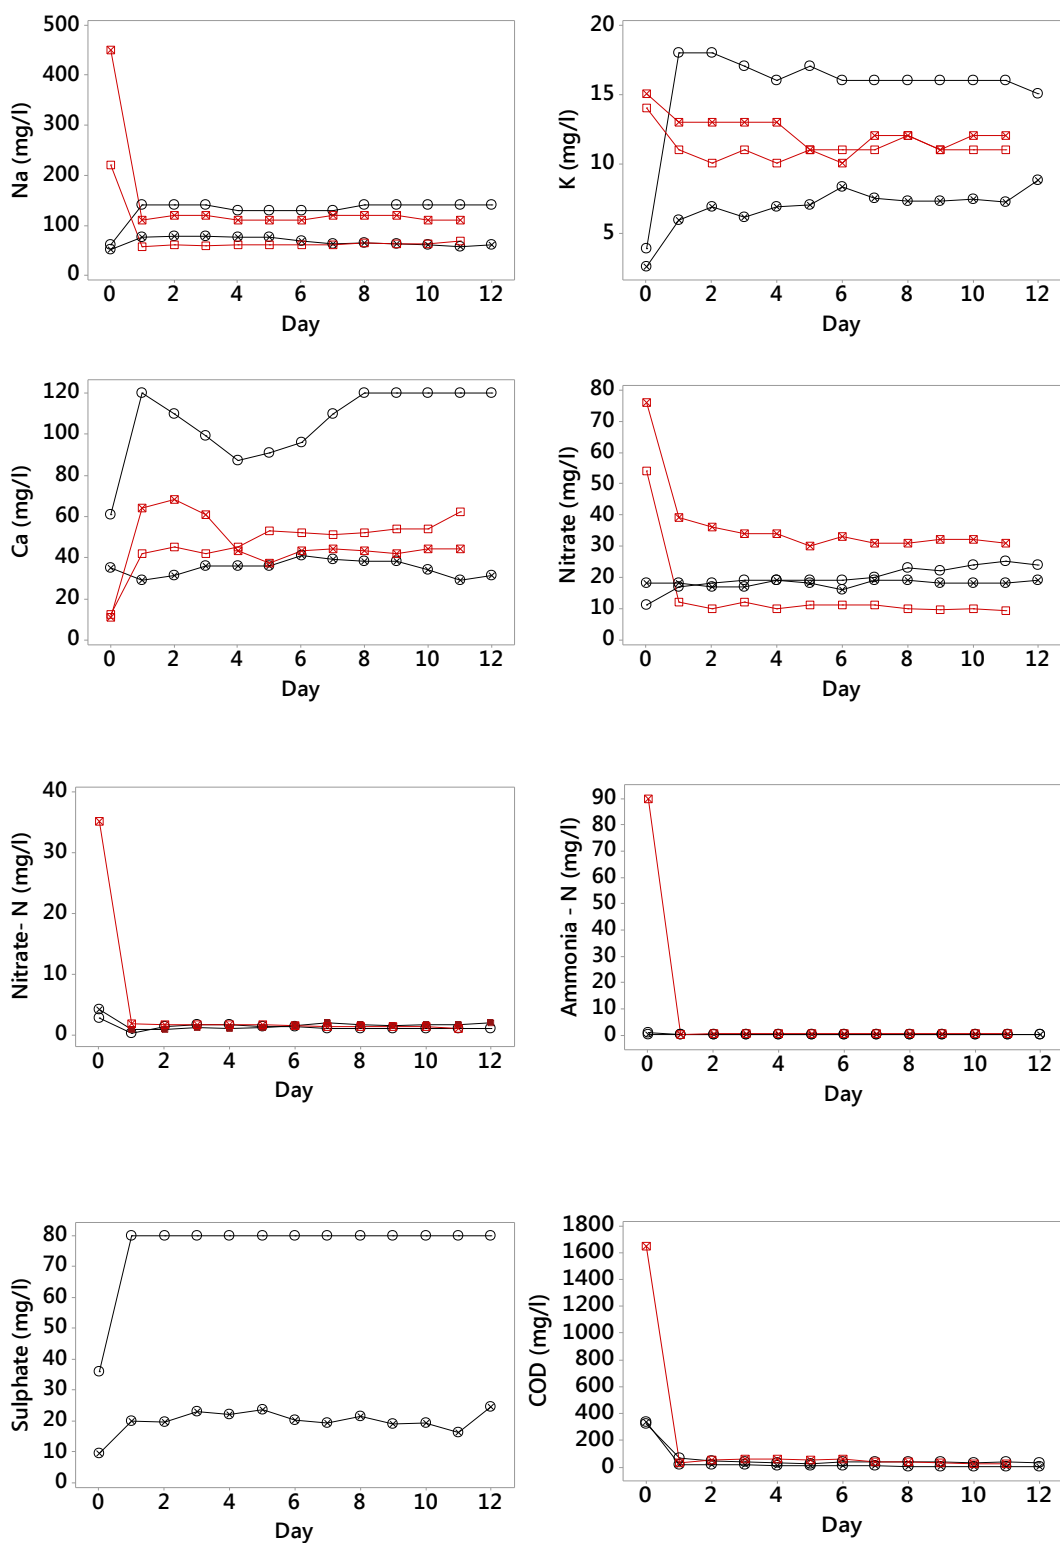 Na (mg/l)
500
400
300
200
100
0
0 2 4 6 8 10 12
Day
K (mg/l)
20
15
10
5
0 2 4 6 8 10 12
Day
Ca (mg/l)
120
100
80
60
40
20
0
0 2 4 6 8 10 12
Day
Nitrate (mg/l)
80
70
60
50
40
30
20
10
0
0 2 4 6 8 10 12
Day
Nitrate- N (mg/l)
40
30
20
10
0
0 2 4 6 8 10 12
Day
Ammonia - N (mg/l)
90
80
70
60
50
40
30
20
10
0
0 2 4 6 8 10 12
Day
Sulphate (mg/l)
80
70
60
50
40
30
20
10
0
0 2 4 6 8 10 12
Day
COD (mg/l)
1800
1600
1400
1200
1000
800
600
400
200
0
0 2 4 6 8 10 12
Day